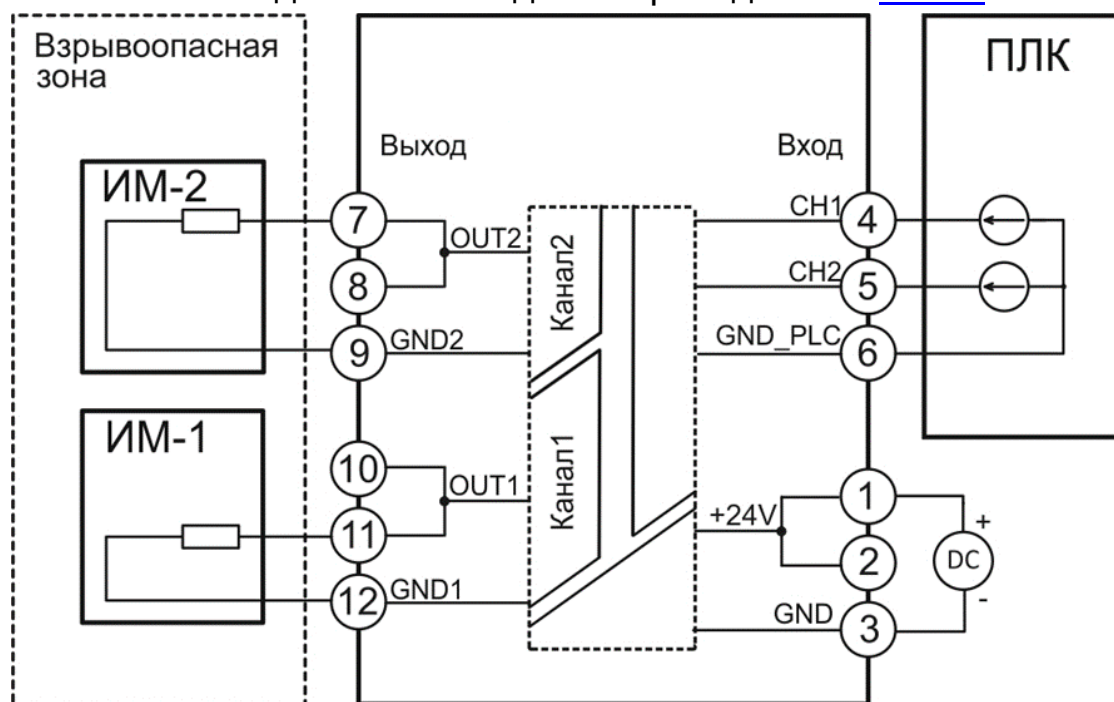 Взрывоопасная
зона
ПЛК
Выход
Вход
ИМ-2
7
8
9
OUT2
GND2
Канал2
CH1
CH2
GND_PLC
4
5
6
ИМ-1
10
11
12
OUT1
GND1
Канал1
+24V
GND
1
2
3
+
DC
-